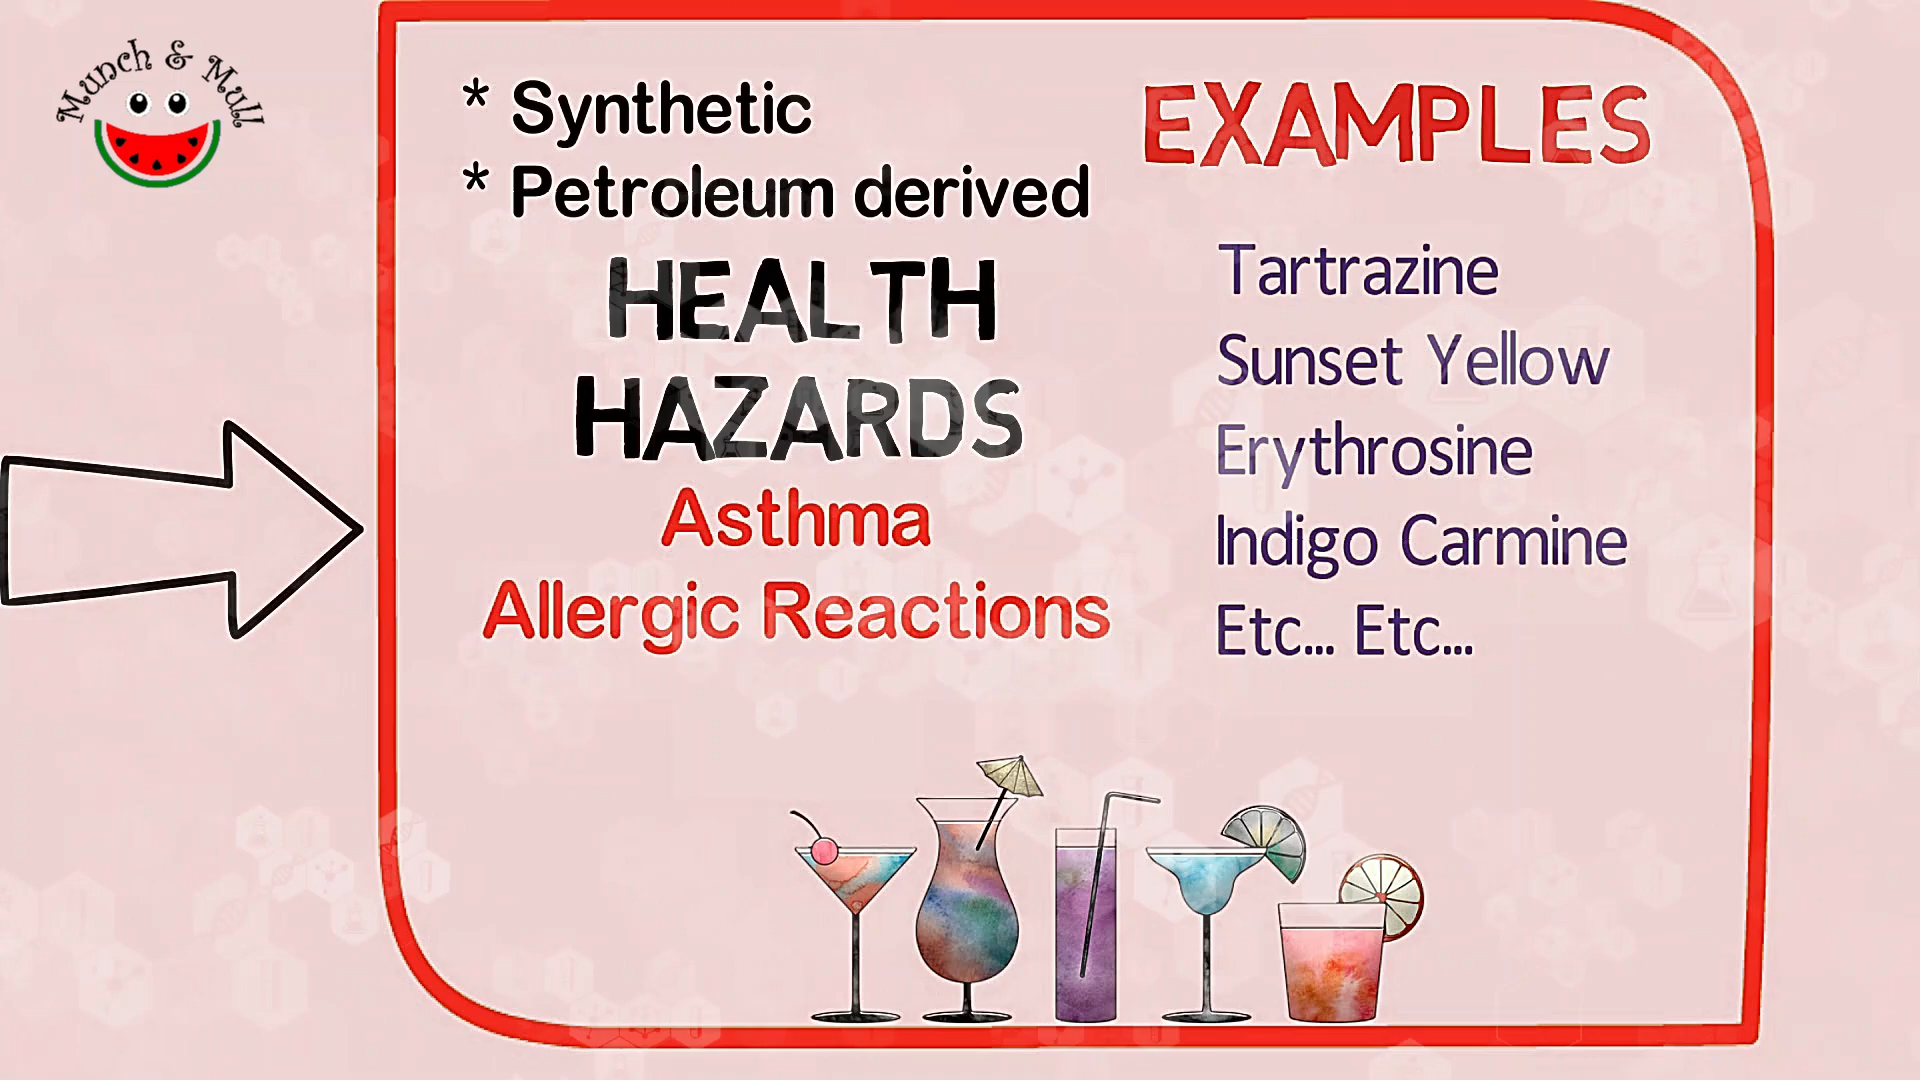 Munch & Mull
* Synthetic
* Petroleum derived
HEALTH
HAZARDS
Asthma
Allergic Reactions
EXAMPLES
Tartrazine
Sunset Yellow
Erythrosine
Indigo Carmine
Etc... Etc...